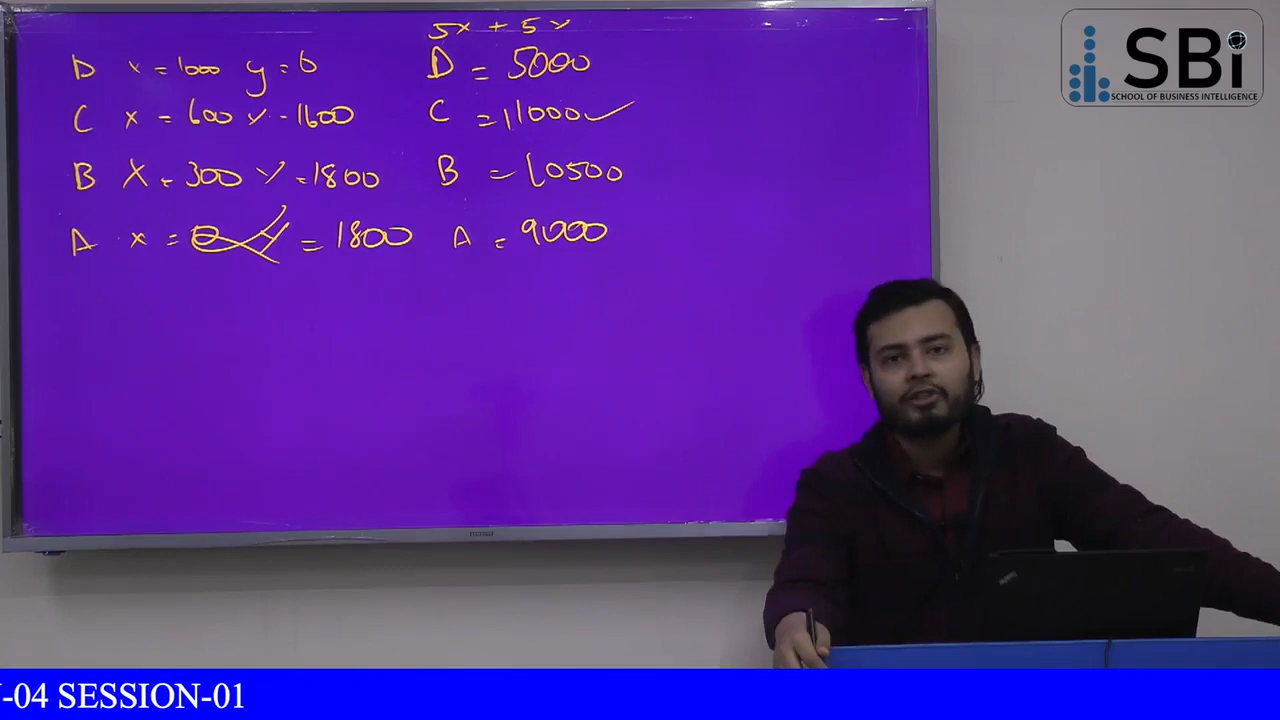 5x + 5y
D x = 1000 y = 0 D = 5000
C x = 600 y = 1600 C = 11000 ✓
B x = 300 y = 1800 B = 10500
A x = = 1800 A = 9000
SBi
SCHOOL OF BUSINESS INTELLIGENCE
-04 SESSION-01